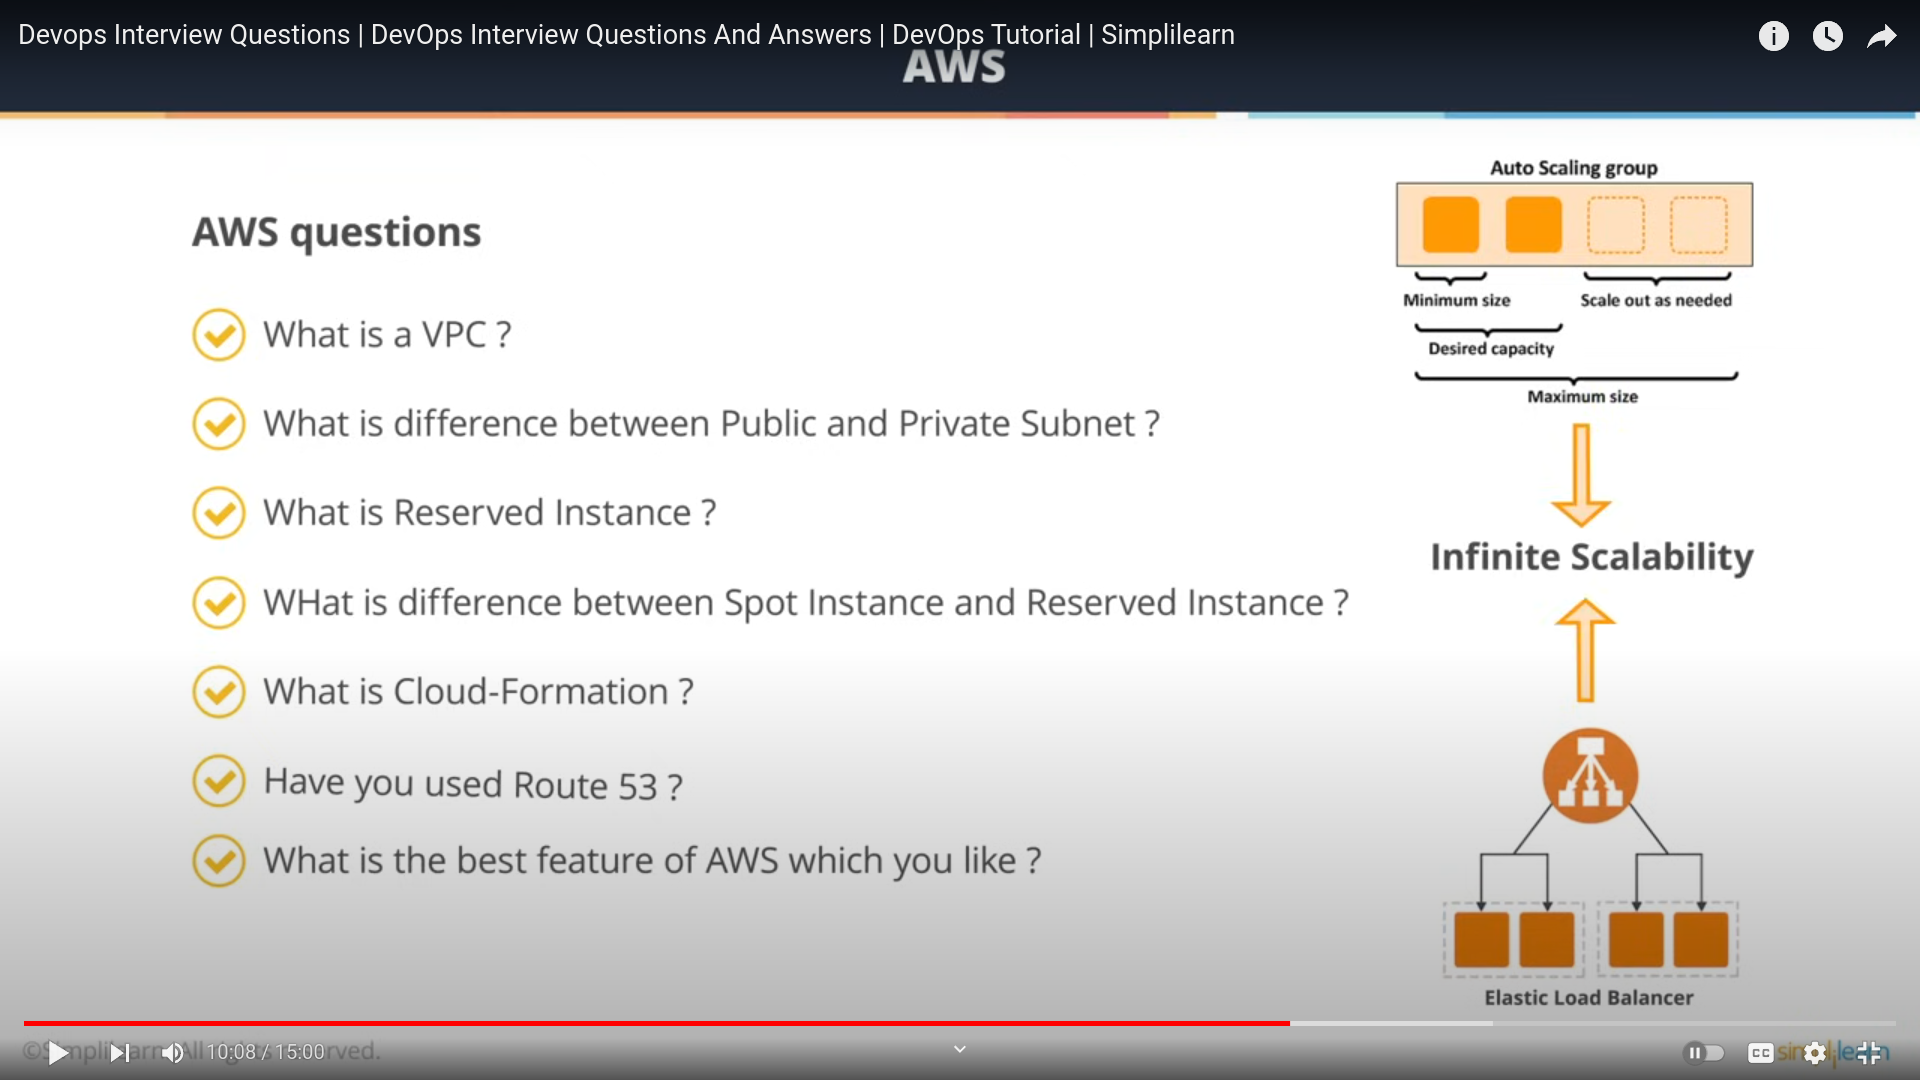 Devops Interview Questions | DevOps Interview Questions And Answers | DevOps Tutorial | Simplilearn
AWS
AWS questions
What is a VPC ?
What is difference between Public and Private Subnet ?
What is Reserved Instance ?
WHat is difference between Spot Instance and Reserved Instance ?
What is Cloud-Formation ?
Have you used Route 53 ?
What is the best feature of AWS which you like ?
Auto Scaling group
Minimum size
Scale out as needed
Desired capacity
Maximum size
Infinite Scalability
Elastic Load Balancer
10:08 / 15:00
CC